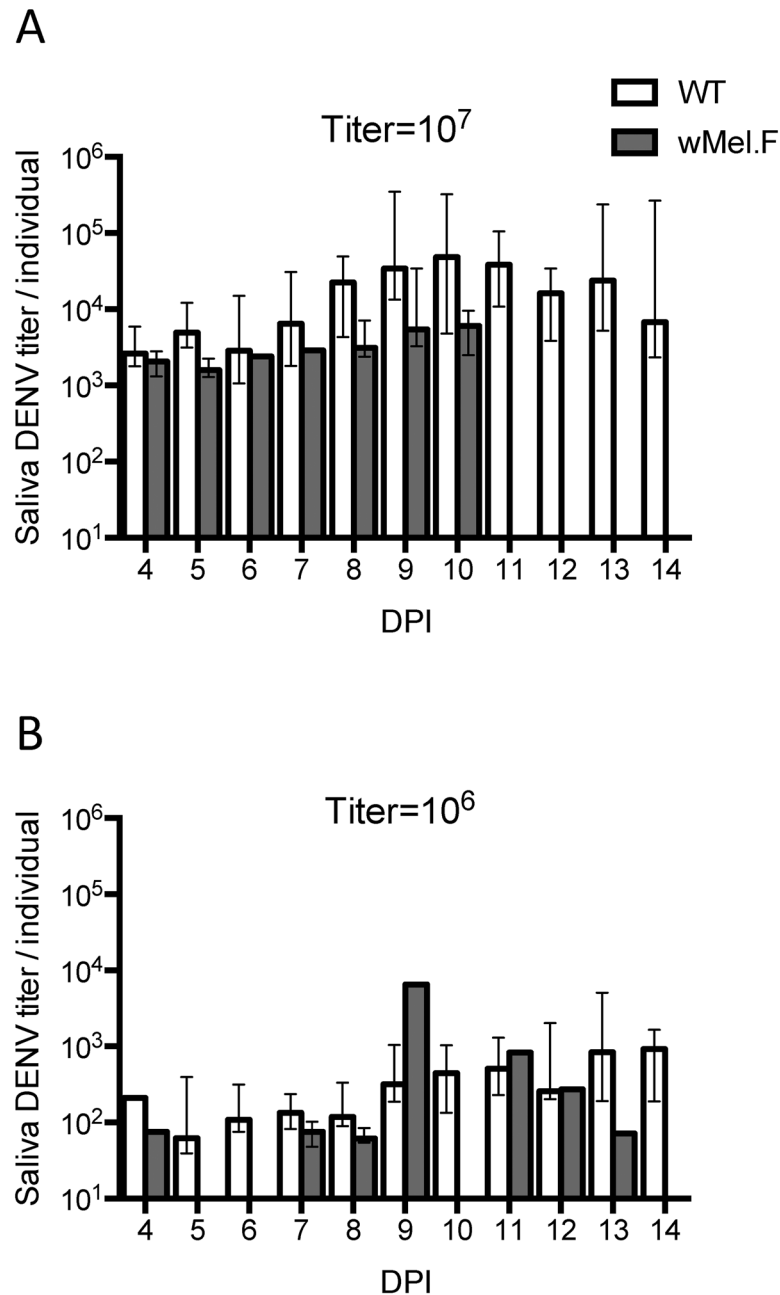 A
WT
wMel.F
Titer=10⁷
Saliva DENV titer / individual
10⁶
10⁵
10⁴
10³
10²
10¹
4 5 6 7 8 9 10 11 12 13 14
DPI
B
Titer=10⁶
Saliva DENV titer / individual
10⁶
10⁵
10⁴
10³
10²
10¹
4 5 6 7 8 9 10 11 12 13 14
DPI